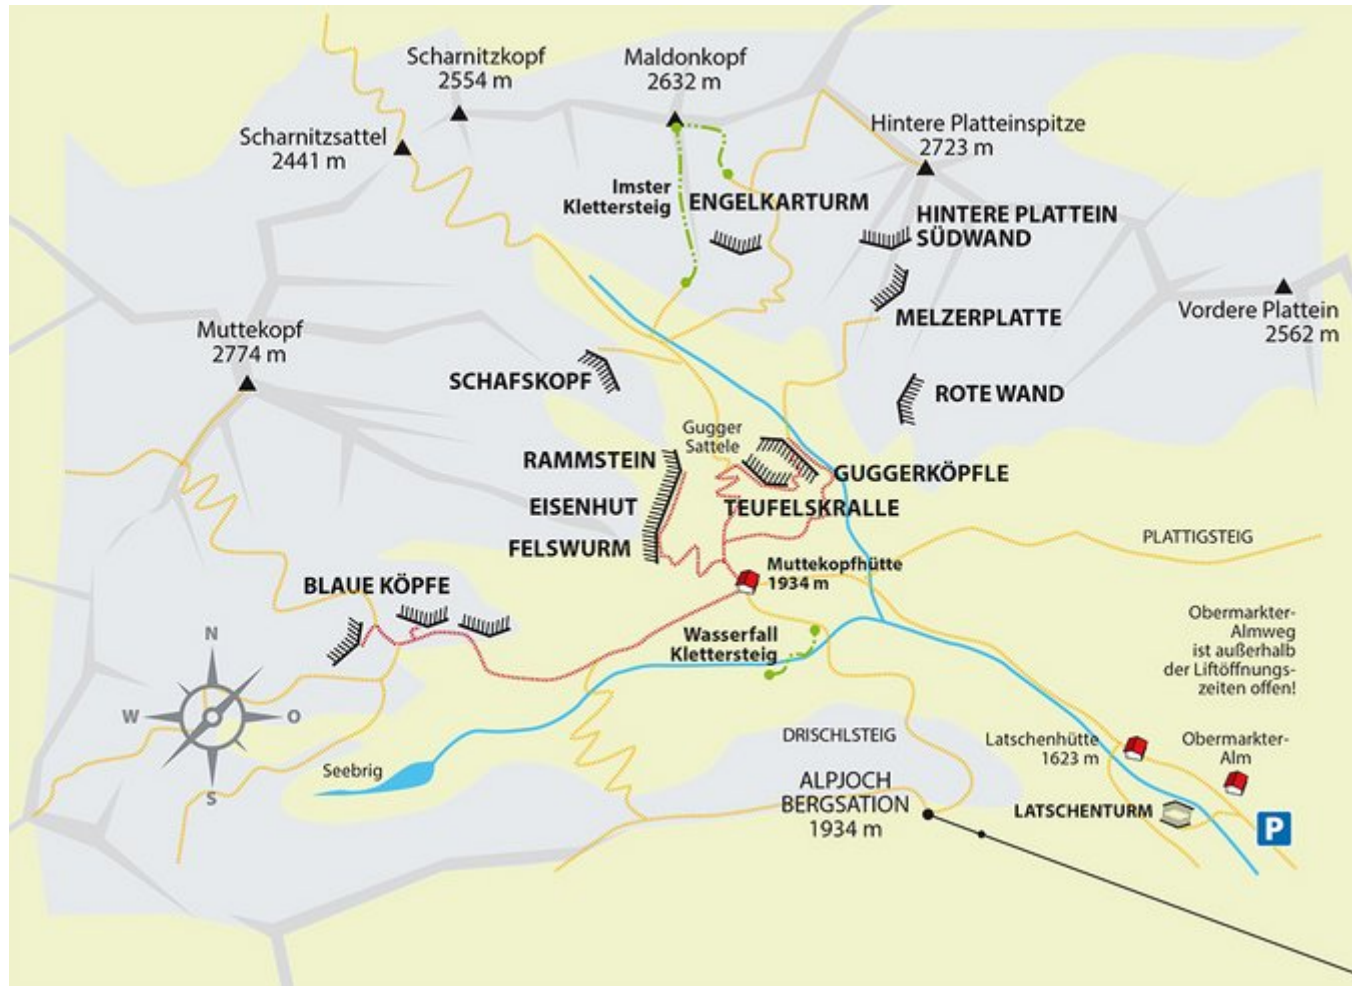 Scharnitzkopf
2554 m
Maldonkopf
2632 m
Scharnitzsattel
2441 m
Hintere Platteinspitze
2723 m
Imster
Klettersteig
ENGELKARTURM
HINTERE PLATTEIN
SÜDWAND
Vordere Plattein
2562 m
MELZERPLATTE
Muttekopf
2774 m
SCHAFSKOPF
ROTE WAND
Gugger
Sattele
RAMMSTEIN
GUGGERKÖPFLE
EISENHUT
TEUFELSKRALLE
FELSWURM
PLATTIGSTEIG
Muttekopfhütte
1934 m
BLAUE KÖPFE
Obermarkter-
Almweg
ist außerhalb
der Liftöffnungs-
zeiten offen!
Wasserfall
Klettersteig
N
W
O
S
Seebrig
DRISCHLSTEIG
Latschenhütte
1623 m
Obermarkter-
Alm
ALPJOCH
BERGSATION
1934 m
LATSCHENTURM
P